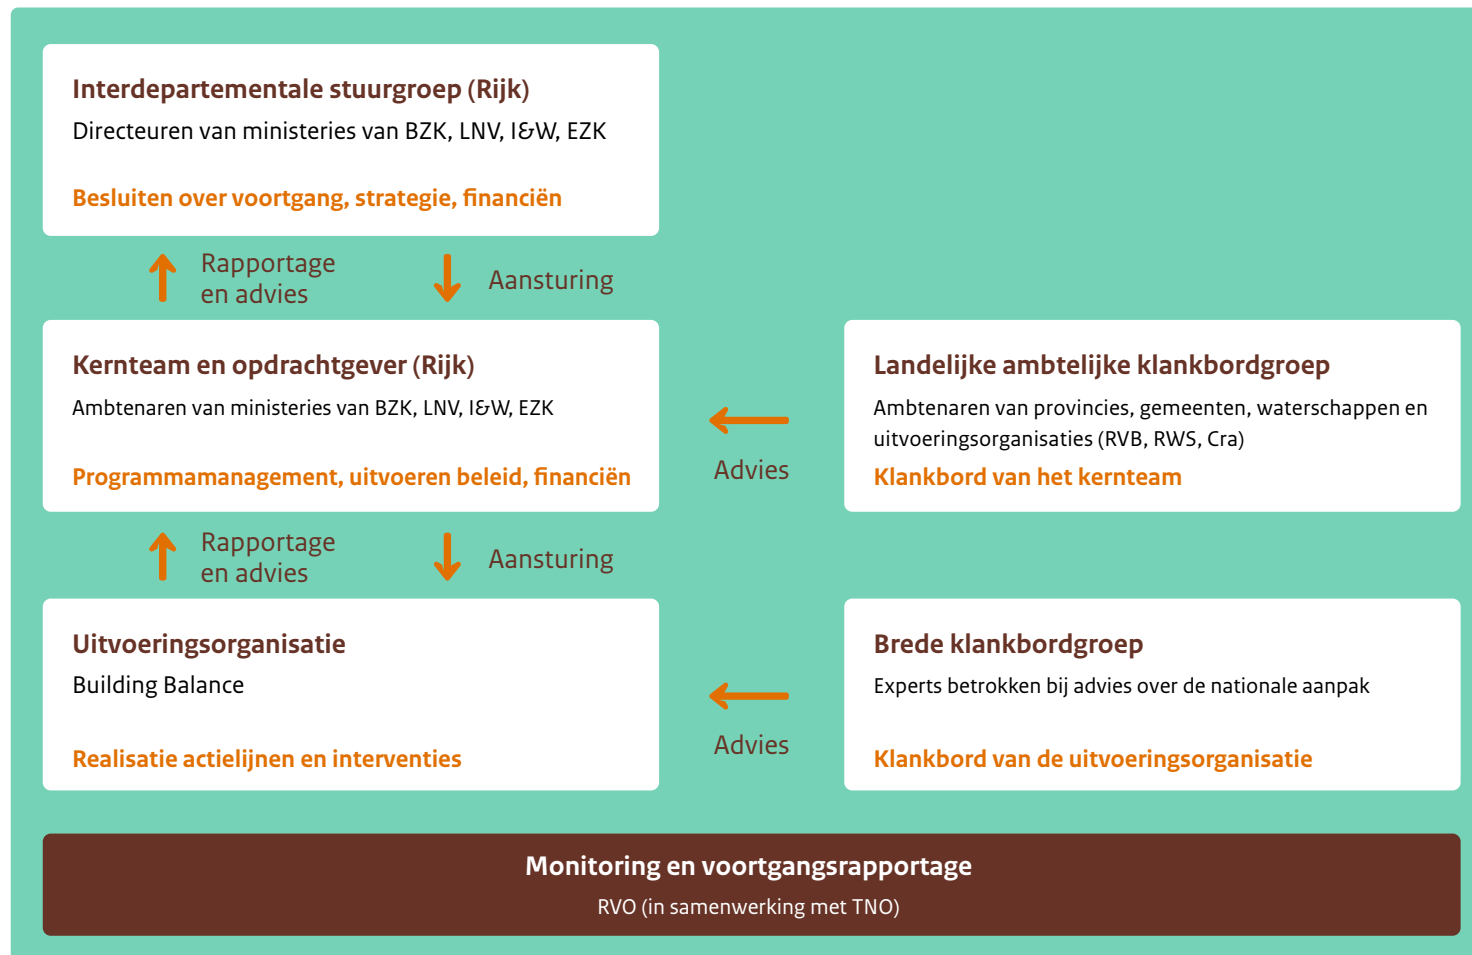 Interdepartementale stuurgroep (Rijk)
Directeuren van ministeries van BZK, LNV, I&W, EZK
Besluiten over voortgang, strategie, financiën
Rapportage
en advies
Aansturing
Kernteam en opdrachtgever (Rijk)
Ambtenaren van ministeries van BZK, LNV, I&W, EZK
Programmamanagement, uitvoeren beleid, financiën
Advies
Landelijke ambtelijke klankbordgroep
Ambtenaren van provincies, gemeenten, waterschappen en
uitvoeringsorganisaties (RVB, RWS, Cra)
Klankbord van het kernteam
Rapportage
en advies
Aansturing
Uitvoeringsorganisatie
Building Balance
Realisatie actielijnen en interventies
Advies
Brede klankbordgroep
Experts betrokken bij advies over de nationale aanpak
Klankbord van de uitvoeringsorganisatie
Monitoring en voortgangsrapportage
RVO (in samenwerking met TNO)